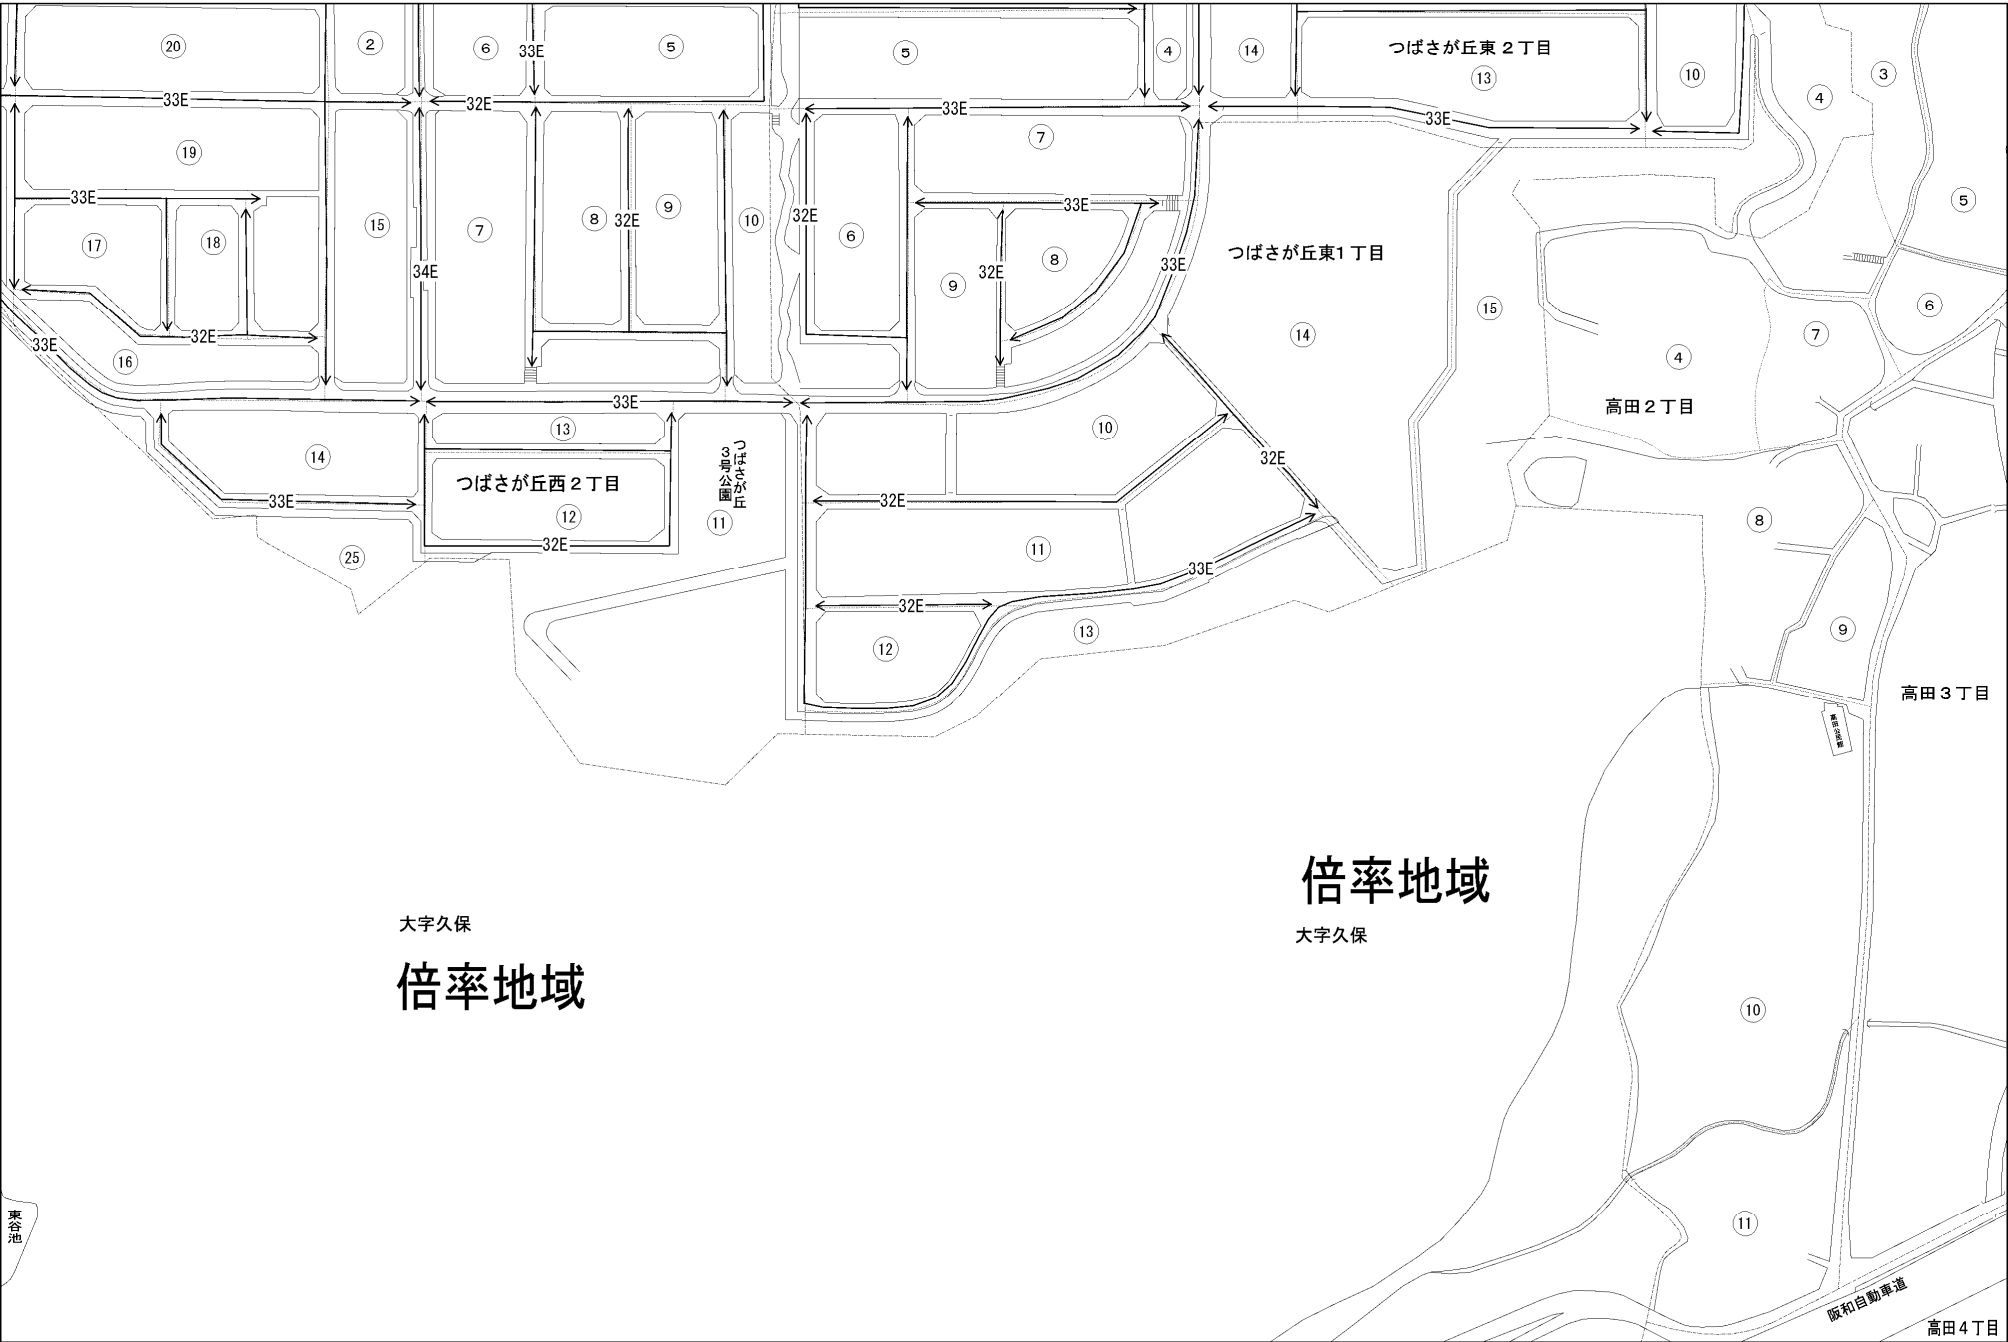 ⑳
②
⑥
33E
⑤
⑤
④
⑭
つばさが丘東２丁目
⑬
⑩
③
④
33E
32E
33E
33E
⑲
⑦
33E
⑰
⑱
⑮
⑦
⑧
32E
⑨
⑩
32E
⑥
33E
⑨
32E
⑧
33E
つばさが丘東1丁目
⑤
34E
⑥
33E
⑯
32E
⑭
⑮
④
⑦
高田２丁目
33E
33E
⑬
つばさが丘
３号公園
⑩
⑭
つばさが丘西２丁目
32E
33E
⑫
⑪
32E
⑧
㉕
32E
⑪
33E
32E
⑫
⑬
⑨
高田３丁目
高田公民館
倍率地域
大字久保
大字久保
倍率地域
⑩
東谷池
⑪
阪和自動車道
高田４丁目